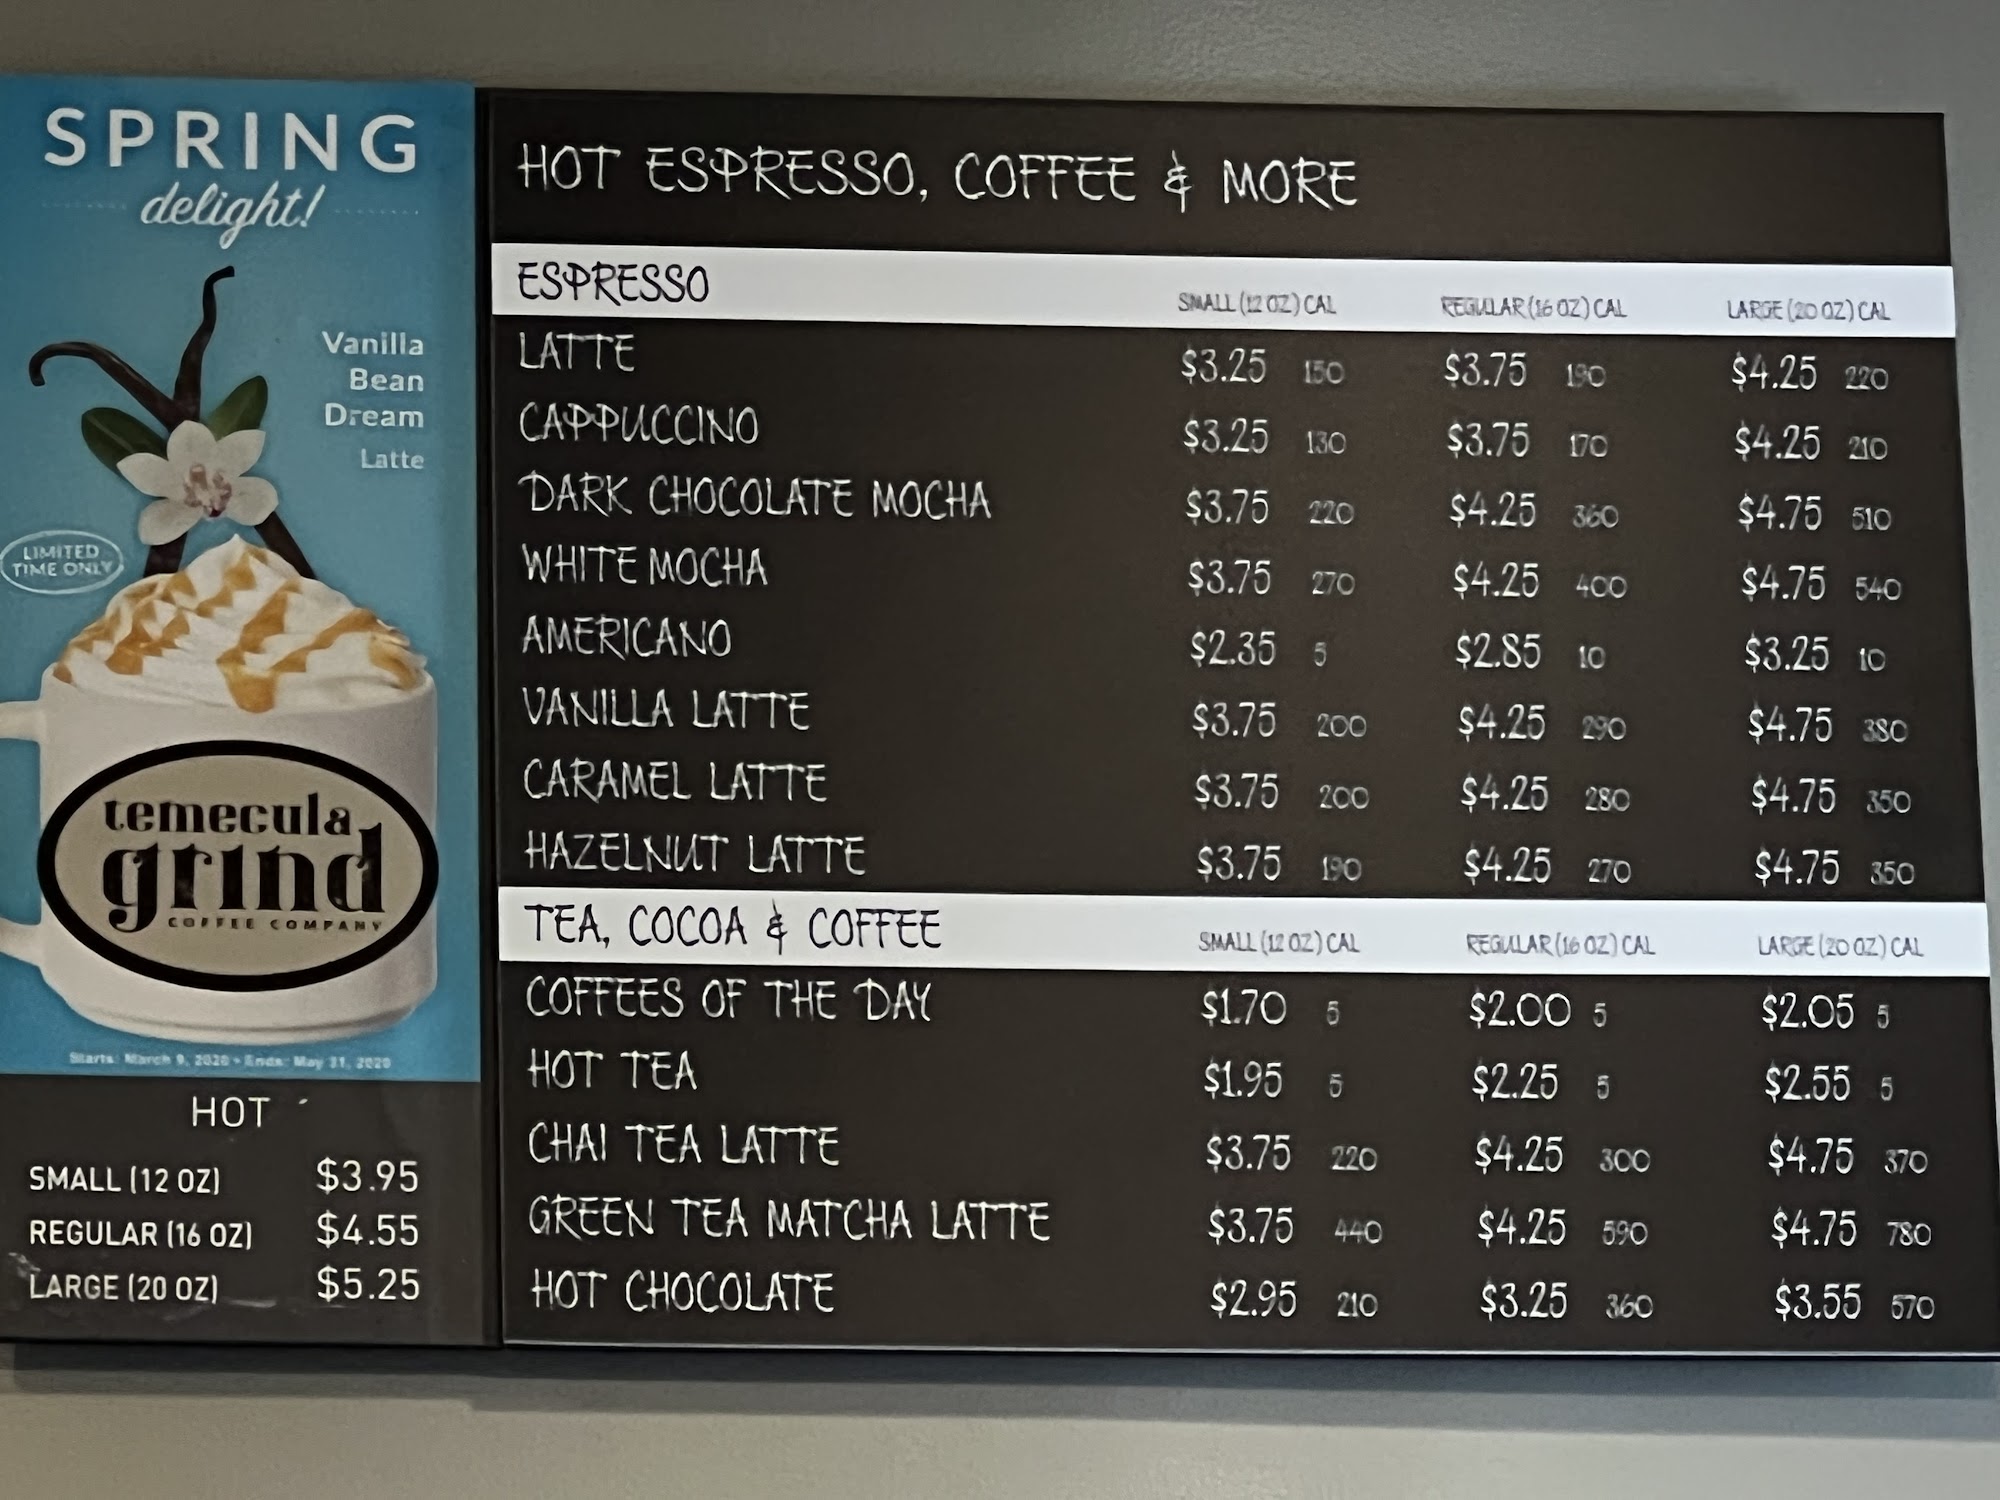 SPRING
delight!
Vanilla
Bean
Dream
Latte
LIMITED
TIME ONLY
temecula
grind
COFFEE COMPANY
Starts: March 9, 2020 • Ends: May 31, 2020
HOT
SMALL (12 OZ) $3.95
REGULAR (16 OZ) $4.55
LARGE (20 OZ) $5.25
HOT ESPRESSO, COFFEE & MORE
ESPRESSO SMALL (12 OZ) CAL REGULAR (16 OZ) CAL LARGE (20 OZ) CAL
LATTE $3.25 150 $3.75 190 $4.25 220
CAPPUCCINO $3.25 130 $3.75 170 $4.25 210
DARK CHOCOLATE MOCHA $3.75 220 $4.25 360 $4.75 510
WHITE MOCHA $3.75 270 $4.25 400 $4.75 540
AMERICANO $2.35 5 $2.85 10 $3.25 10
VANILLA LATTE $3.75 200 $4.25 290 $4.75 380
CARAMEL LATTE $3.75 200 $4.25 280 $4.75 350
HAZELNUT LATTE $3.75 190 $4.25 270 $4.75 350
TEA, COCOA & COFFEE SMALL (12 OZ) CAL REGULAR (16 OZ) CAL LARGE (20 OZ) CAL
COFFEES OF THE DAY $1.70 5 $2.00 5 $2.05 5
HOT TEA $1.95 5 $2.25 5 $2.55 5
CHAI TEA LATTE $3.75 220 $4.25 300 $4.75 370
GREEN TEA MATCHA LATTE $3.75 440 $4.25 590 $4.75 780
HOT CHOCOLATE $2.95 210 $3.25 360 $3.55 570